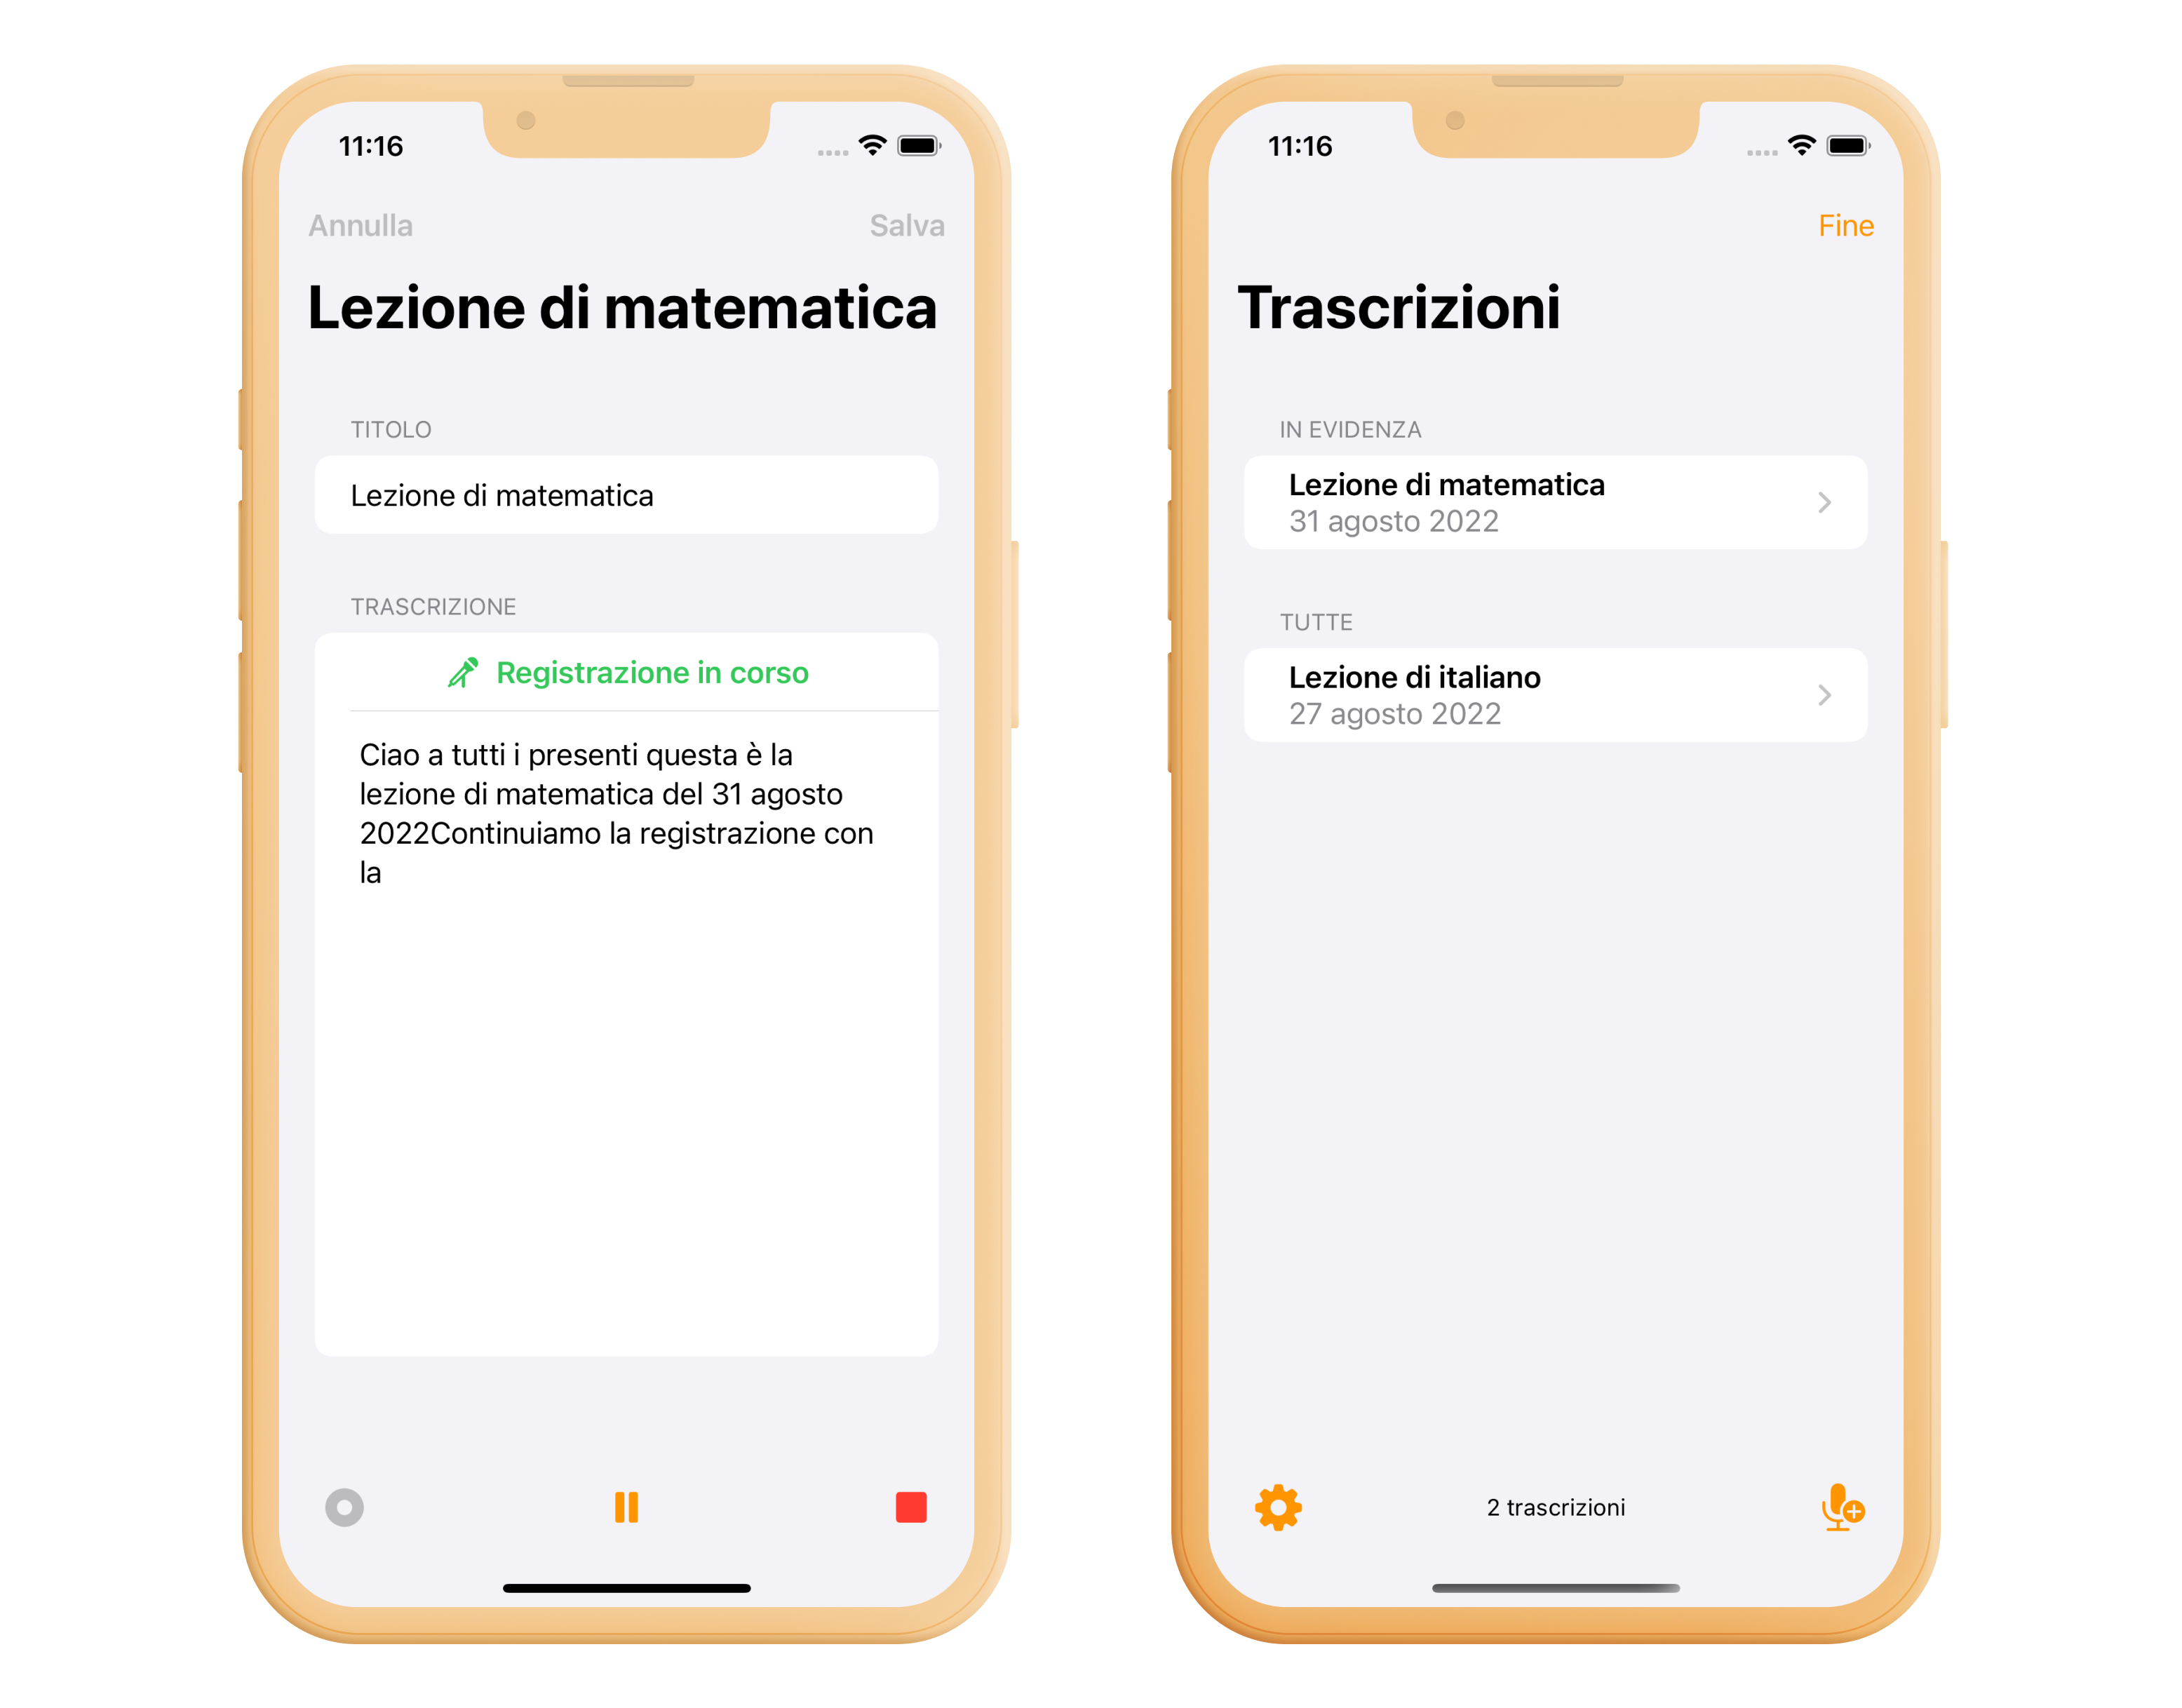 11:16
Annulla
Salva
Lezione di matematica
TITOLO
Lezione di matematica
TRASCRIZIONE
Registrazione in corso
Ciao a tutti i presenti questa è la
lezione di matematica del 31 agosto
2022Continuiamo la registrazione con
la
11:16
Fine
Trascrizioni
IN EVIDENZA
Lezione di matematica
31 agosto 2022
TUTTE
Lezione di italiano
27 agosto 2022
2 trascrizioni